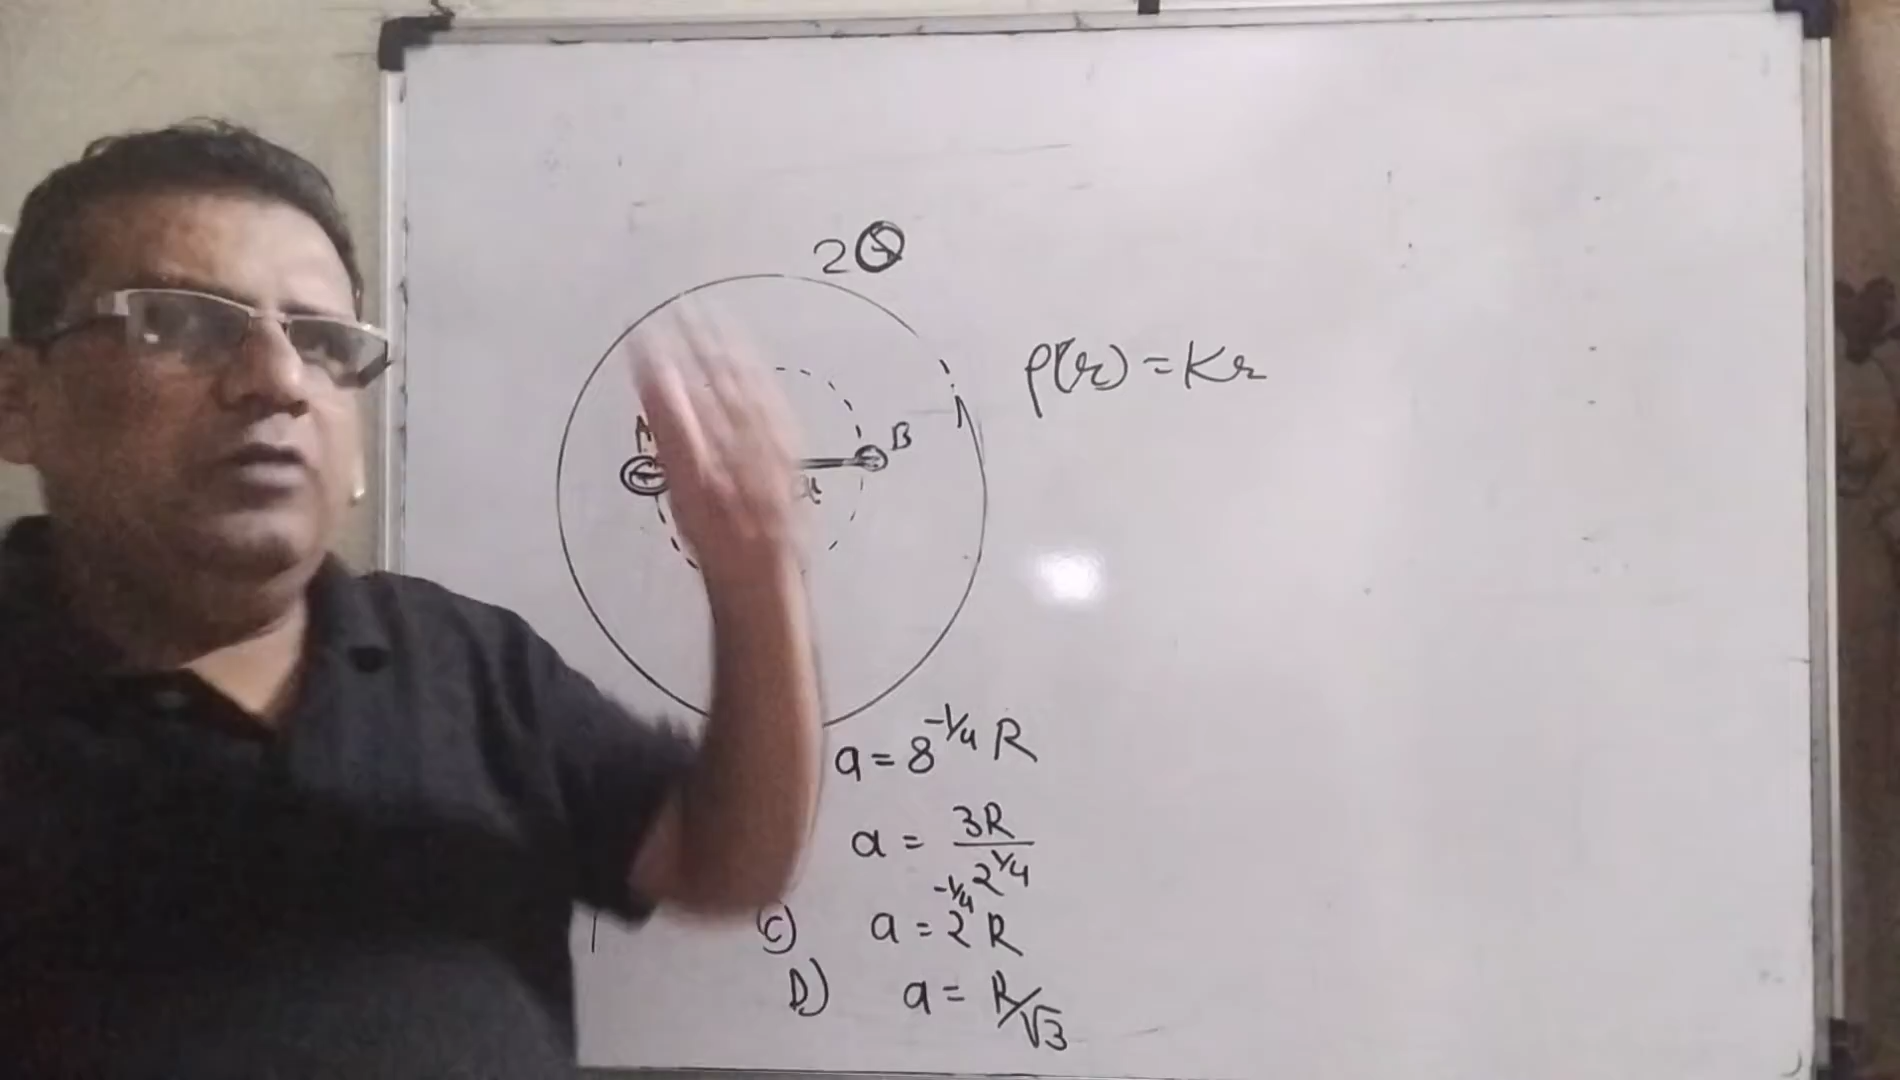 2Q
ρ(r) = Kr
A
B
a = 8^{-1/4} R
a = 3R / 2^{1/4}
C) a = 2^{-1/4} R
D) a = R/√3